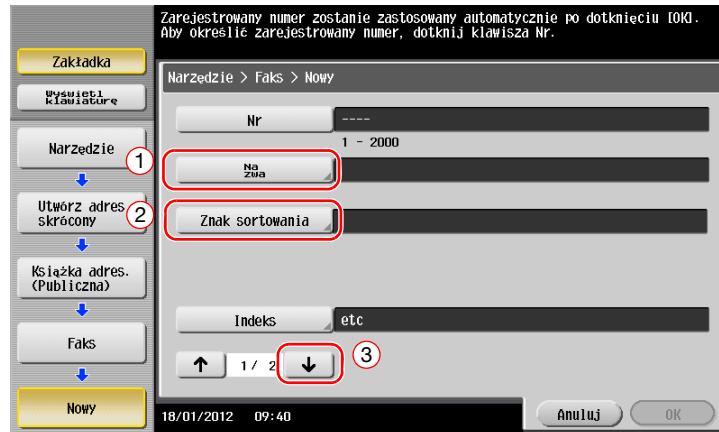 Zarejestrowany numer zostanie zastosowany automatycznie po dotknięciu [OK].
Aby określić zarejestrowany numer, dotknij klawisza Nr.
Zakładka
Wyświetl
klawiaturę
Narzędzie
Utwórz adres
skrócony
Książka adres.
(Publiczna)
Faks
Nowy
Narzędzie > Faks > Nowy
Nr
----
1 - 2000
1
Na
zwa
2
Znak sortowania
Indeks
etc
↑
1/ 2
↓
3
18/01/2012 09:40
Anuluj
OK